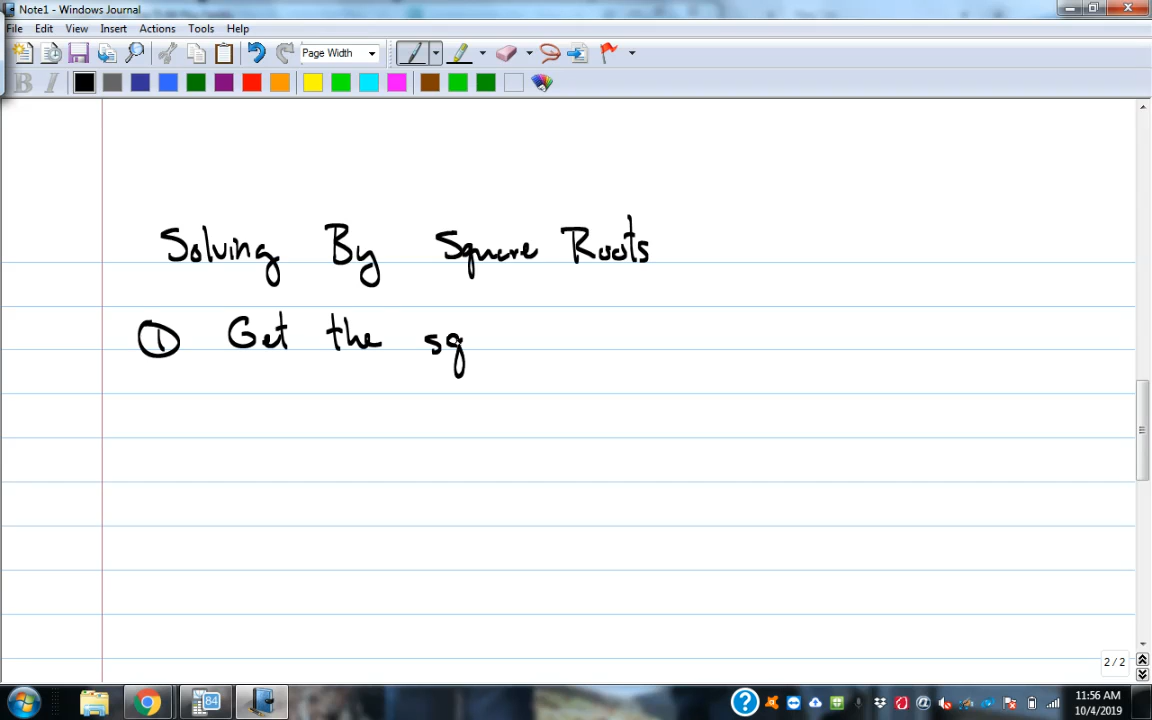 Note1 - Windows Journal
File Edit View Insert Actions Tools Help
Page Width
B I
Solving By Square Roots
① Get the sq
2 / 2
84
11:56 AM
10/4/2019